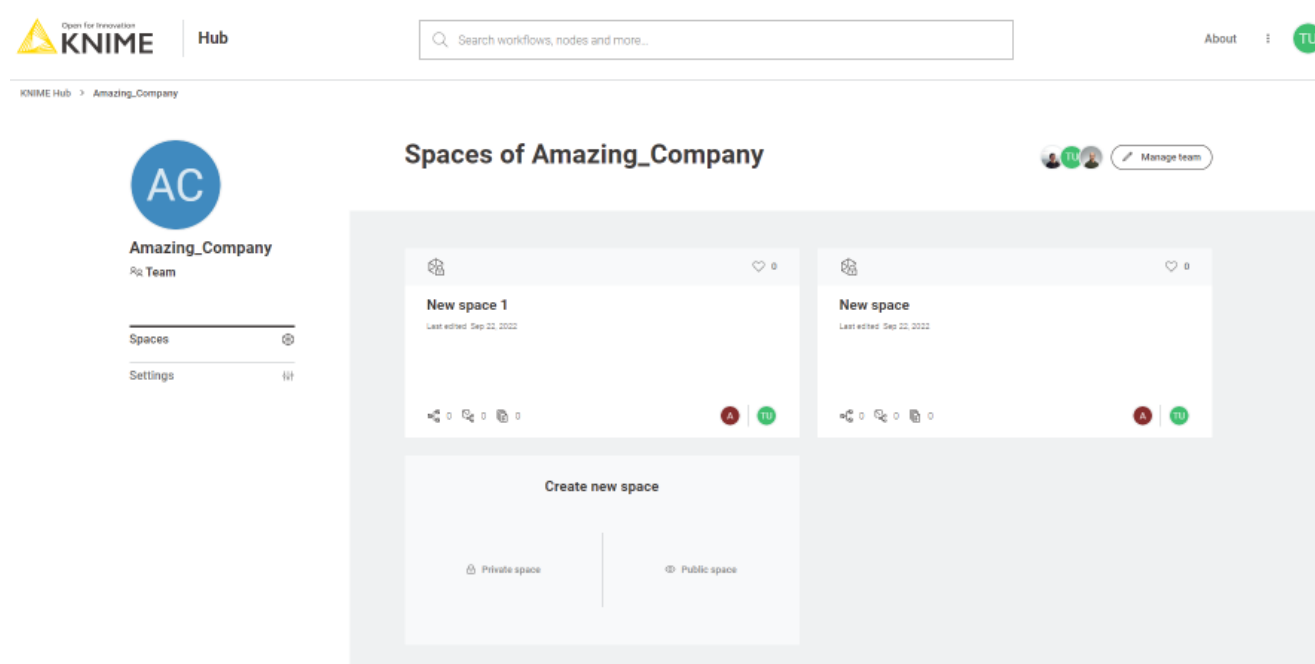 Open for Innovation
KNIME
Hub
Search workflows, nodes and more...
About
TU
KNIME Hub > Amazing_Company
AC
Spaces of Amazing_Company
TU
Manage team
Amazing_Company
Team
Spaces
Settings
0
New space 1
Last edited Sep 22, 2022
0 0 0
A TU
0
New space
Last edited Sep 22, 2022
0 0 0
A TU
Create new space
Private space
Public space